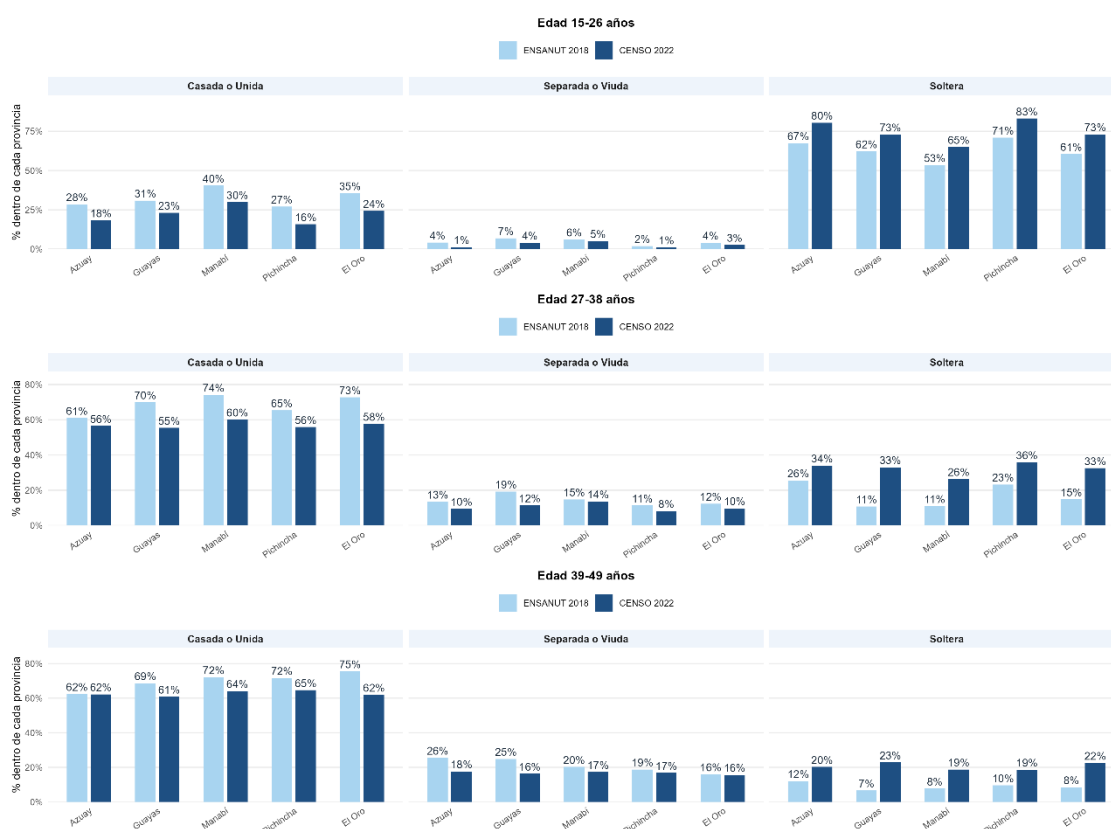 Edad 15-26 años
ENSANUT 2018 CENSO 2022
Casada o Unida Separada o Viuda Soltera
% dentro de cada provincia
75%
50%
25%
0%
28% 18% 31% 23% 40% 30% 27% 16% 35% 24%
4% 1% 7% 4% 6% 5% 2% 1% 4% 3%
67% 80% 62% 73% 53% 65% 71% 83% 61% 73%
Azuay Guayas Manabí Pichincha El Oro Azuay Guayas Manabí Pichincha El Oro Azuay Guayas Manabí Pichincha El Oro
Edad 27-38 años
ENSANUT 2018 CENSO 2022
Casada o Unida Separada o Viuda Soltera
% dentro de cada provincia
80%
60%
40%
20%
0%
61% 56% 70% 55% 74% 60% 65% 56% 73% 58%
13% 10% 19% 12% 15% 14% 11% 8% 12% 10%
26% 34% 11% 33% 11% 26% 23% 36% 15% 33%
Azuay Guayas Manabí Pichincha El Oro Azuay Guayas Manabí Pichincha El Oro Azuay Guayas Manabí Pichincha El Oro
Edad 39-49 años
ENSANUT 2018 CENSO 2022
Casada o Unida Separada o Viuda Soltera
% dentro de cada provincia
80%
60%
40%
20%
0%
62% 62% 69% 61% 72% 64% 72% 65% 75% 62%
26% 18% 25% 16% 20% 17% 19% 17% 16% 16%
12% 20% 7% 23% 8% 19% 10% 19% 8% 22%
Azuay Guayas Manabí Pichincha El Oro Azuay Guayas Manabí Pichincha El Oro Azuay Guayas Manabí Pichincha El Oro